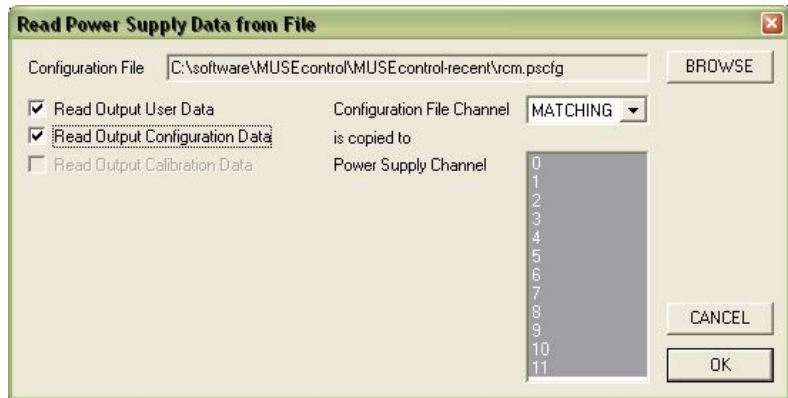 Read Power Supply Data from File
Configuration File C:\software\MUSEcontrol\MUSEcontrol-recent\rcm.pscfg BROWSE
Read Output User Data
Read Output Configuration Data
Read Output Calibration Data
Configuration File Channel MATCHING
is copied to
Power Supply Channel
0
1
2
3
4
5
6
7
8
9
10
11
CANCEL
OK